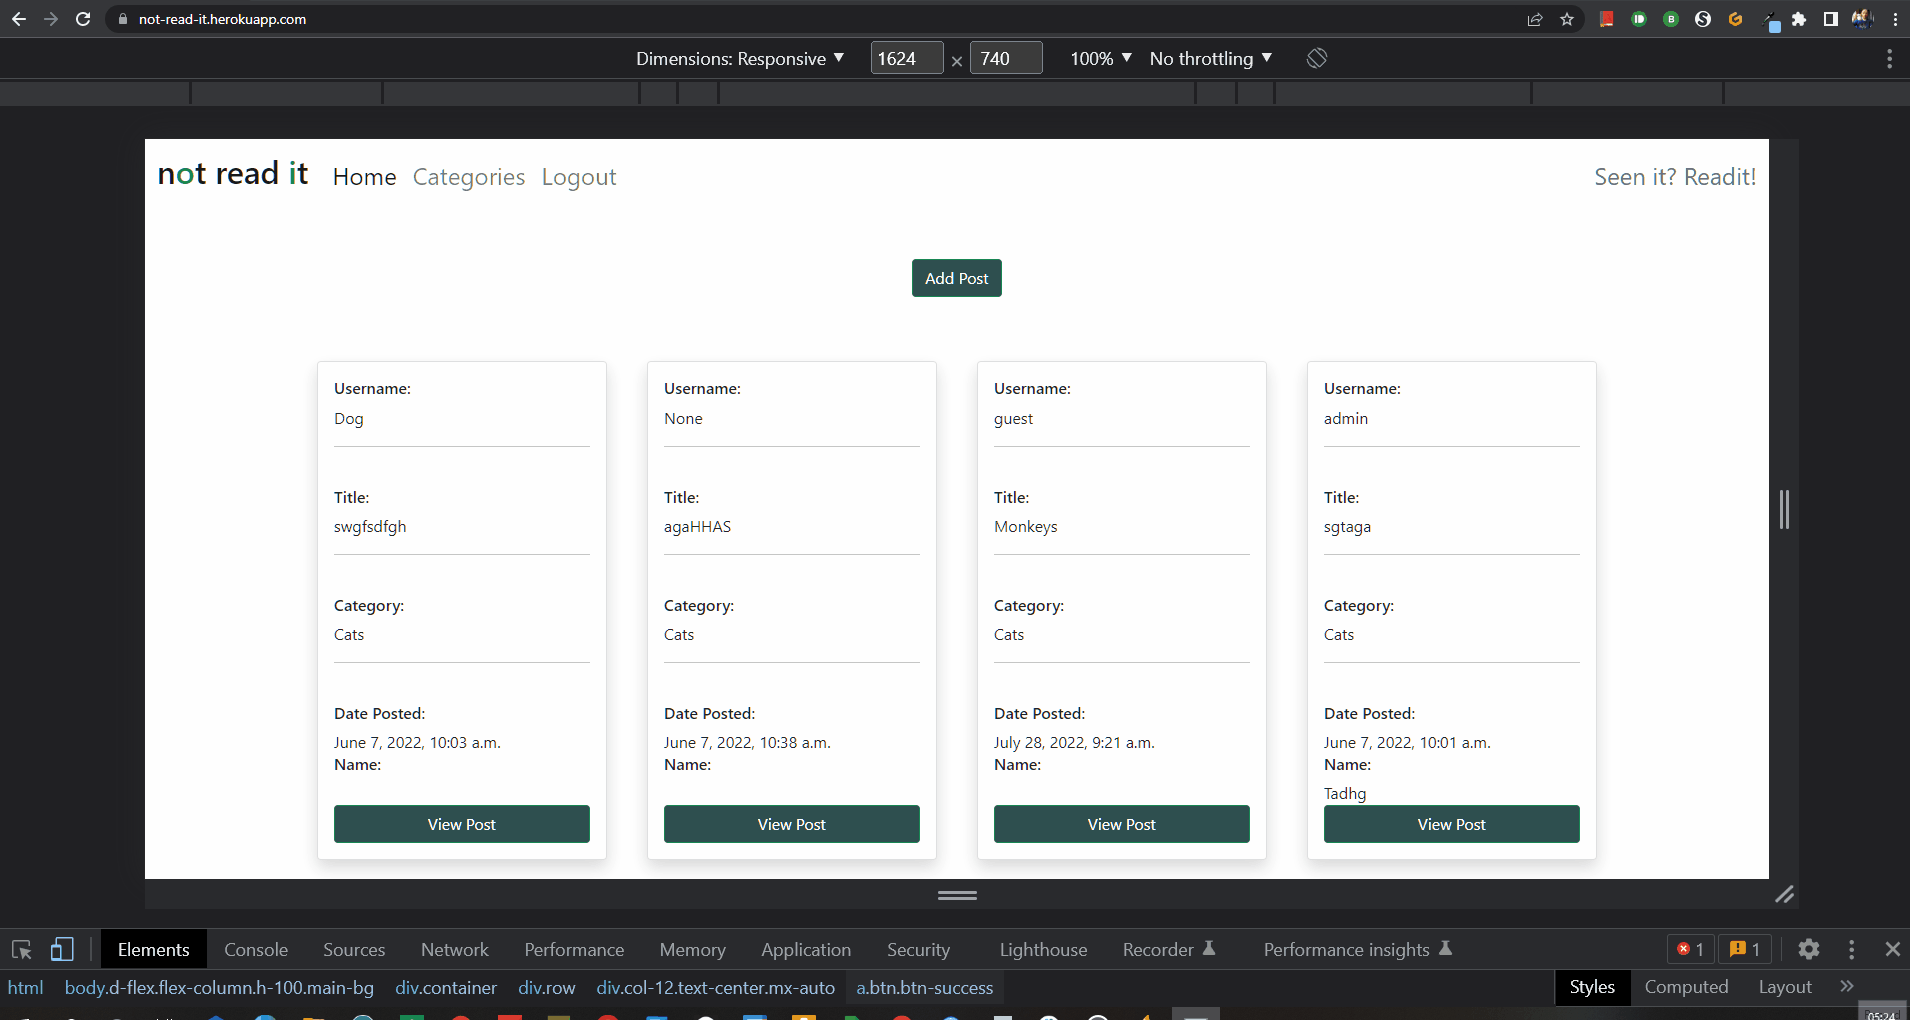 not-read-it.herokuapp.com
Dimensions: Responsive ▼ 1624 × 740 100% ▼ No throttling ▼
not read it Home Categories Logout Seen it? Readit!
Add Post
Username: Username: Username: Username:
Dog None guest admin
Title: Title: Title: Title:
swgfsdfgh agaHHAS Monkeys sgtaga
Category: Category: Category: Category:
Cats Cats Cats Cats
Date Posted: Date Posted: Date Posted: Date Posted:
June 7, 2022, 10:03 a.m. June 7, 2022, 10:38 a.m. July 28, 2022, 9:21 a.m. June 7, 2022, 10:01 a.m.
Name: Name: Name: Name:
Tadhg
View Post View Post View Post View Post
Elements Console Sources Network Performance Memory Application Security Lighthouse Recorder Performance insights 1 1
html body.d-flex.flex-column.h-100.main-bg div.container div.row div.col-12.text-center.mx-auto a.btn.btn-success Styles Computed Layout »
05:24